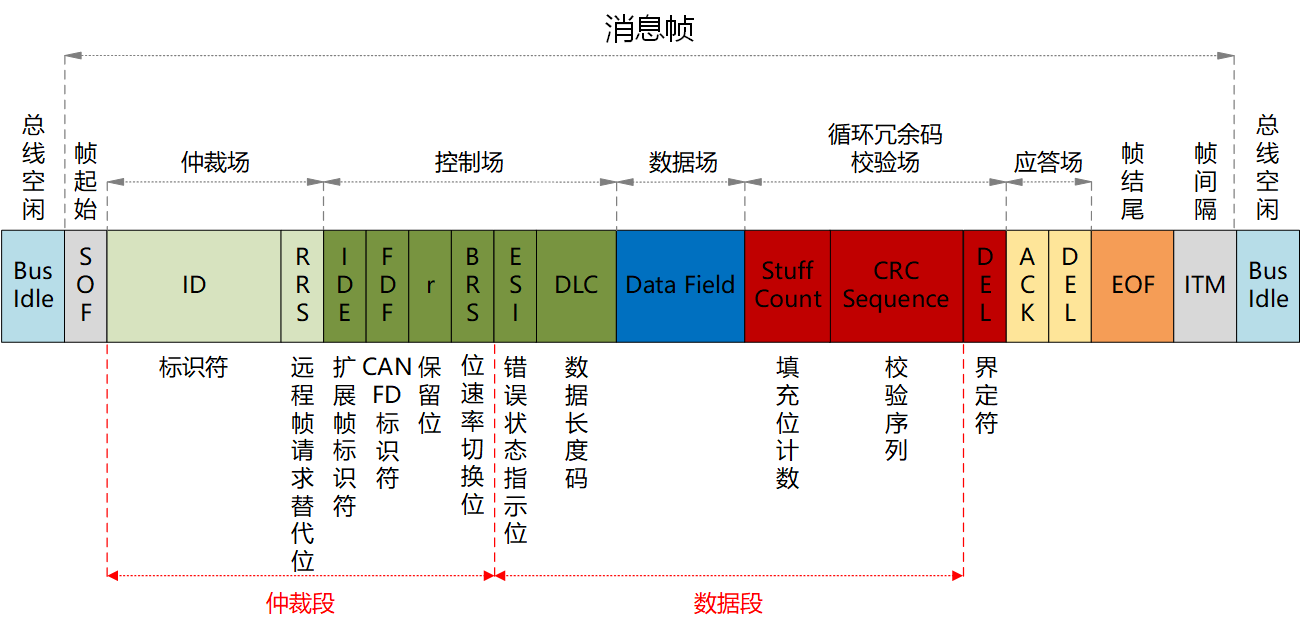 消息帧
总线空闲
帧起始
仲裁场
控制场
数据场
循环冗余码
校验场
应答场
帧结尾
帧间隔
总线空闲
Bus
Idle
SOF
ID
RRS
IDE
FDF
r
BRS
ESI
DLC
Data Field
Stuff
Count
CRC
Sequence
DEL
ACK
DEL
EOF
ITM
Bus
Idle
标识符
远程帧请求替代位
扩展帧标识符
CAN
FD
标识符
保留位
位速率切换位
错误状态指示位
数据长度码
填充位计数
校验序列
界定符
仲裁段
数据段